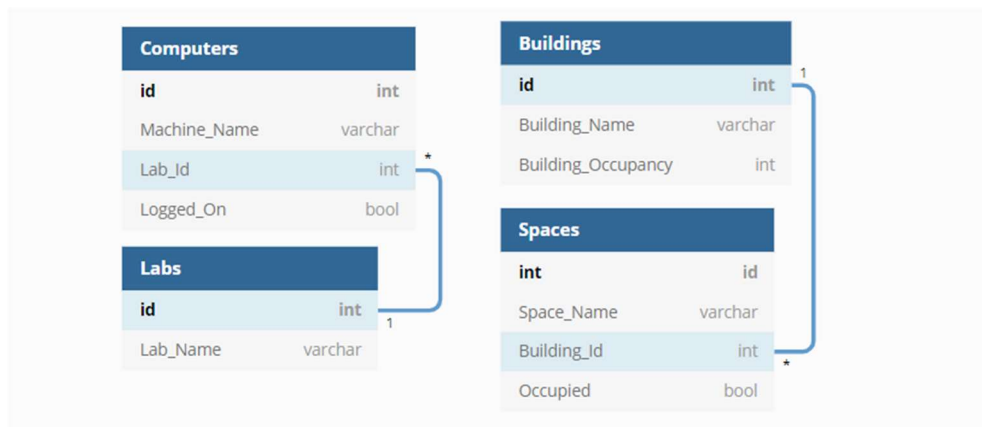 Computers
id int
Machine_Name varchar
Lab_Id int
*
Logged_On bool
Labs
id int
1
Lab_Name varchar
Buildings
id int
1
Building_Name varchar
Building_Occupancy int
Spaces
int id
Space_Name varchar
Building_Id int
*
Occupied bool